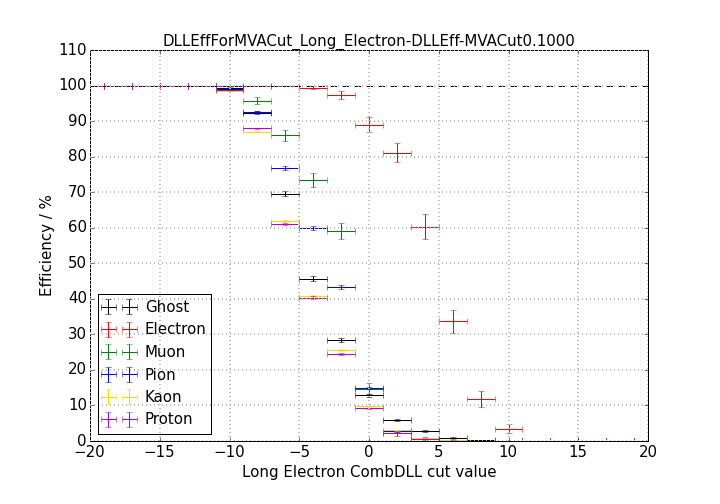 DLLEffForMVACut_Long_Electron-DLLEff-MVACut0.1000
110
100
90
80
70
60
50
40
30
20
10
0
Efficiency / %
Ghost
Electron
Muon
Pion
Kaon
Proton
−20 −15 −10 −5 0 5 10 15 20
Long Electron CombDLL cut value